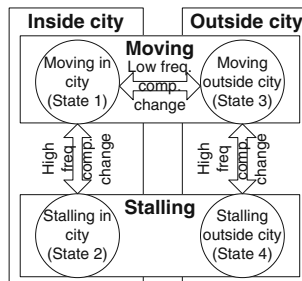 Inside city
Outside city
Moving
Moving in
city
(State 1)
Low freq.
comp.
change
Moving
outside city
(State 3)
High
freq.
comp.
change
High
freq.
comp.
change
Stalling
Stalling in
city
(State 2)
Stalling
outside city
(State 4)